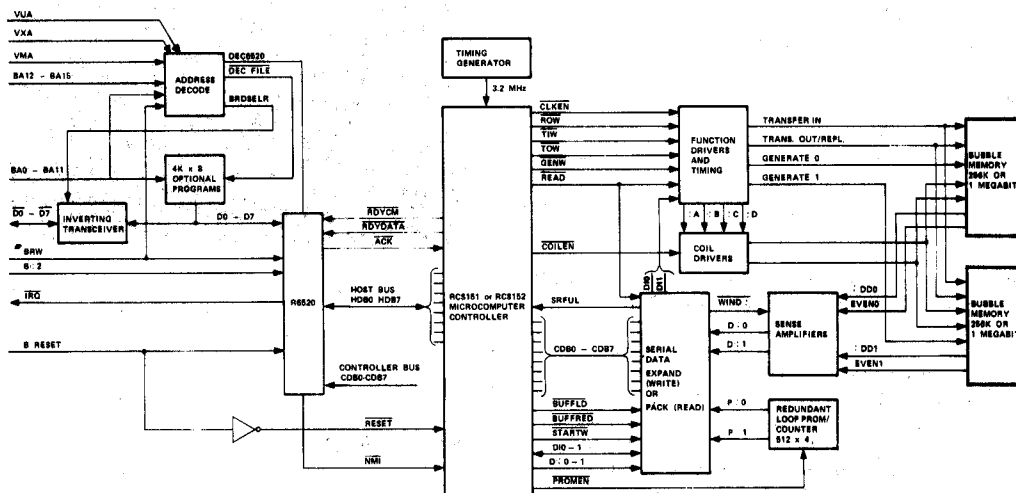 VUA
VXA
VMA
BA12 - BA15
ADDRESS
DECODE
DEC6520
DEC FILE
BRDSELR
BA0 - BA11
4K x 8
OPTIONAL
PROGRAMS
D0 - D7
INVERTING
TRANSCEIVER
D0 - D7
BRW
B : 2
IRQ
B RESET
R6520
RDYCM
RDYDATA
ACK
HOST BUS
HDB0 HDB7
CONTROLLER BUS
CDB0-CDB7
RESET
NMI
TIMING
GENERATOR
3.2 MHz
RC8151 or RC8152
MICROCOMPUTER
CONTROLLER
CLKEN
ROW
TIW
TOW
GENW
READ
COILEN
SRFUL
CDB0 - CDB7
BUFFLD
BUFFRED
STARTW
DI0 - 1
D : 0 - 1
PROMEN
FUNCTION
DRIVERS
AND
TIMING
: A
: B
: C
: D
COIL
DRIVERS
DI0
DI1
SERIAL
DATA
EXPAND
(WRITE)
OR
PACK (READ)
WIND :
D : 0
D : 1
P : 0
P : 1
SENSE
AMPLIFIERS
REDUNDANT
LOOP PROM/
COUNTER
512 x 4
TRANSFER IN
TRANS. OUT/REPL.
GENERATE 0
GENERATE 1
: DD0
EVEN0
: DD1
EVEN1
BUBBLE
MEMORY
256K OR
1 MEGABIT
BUBBLE
MEMORY
256K OR
1 MEGABIT